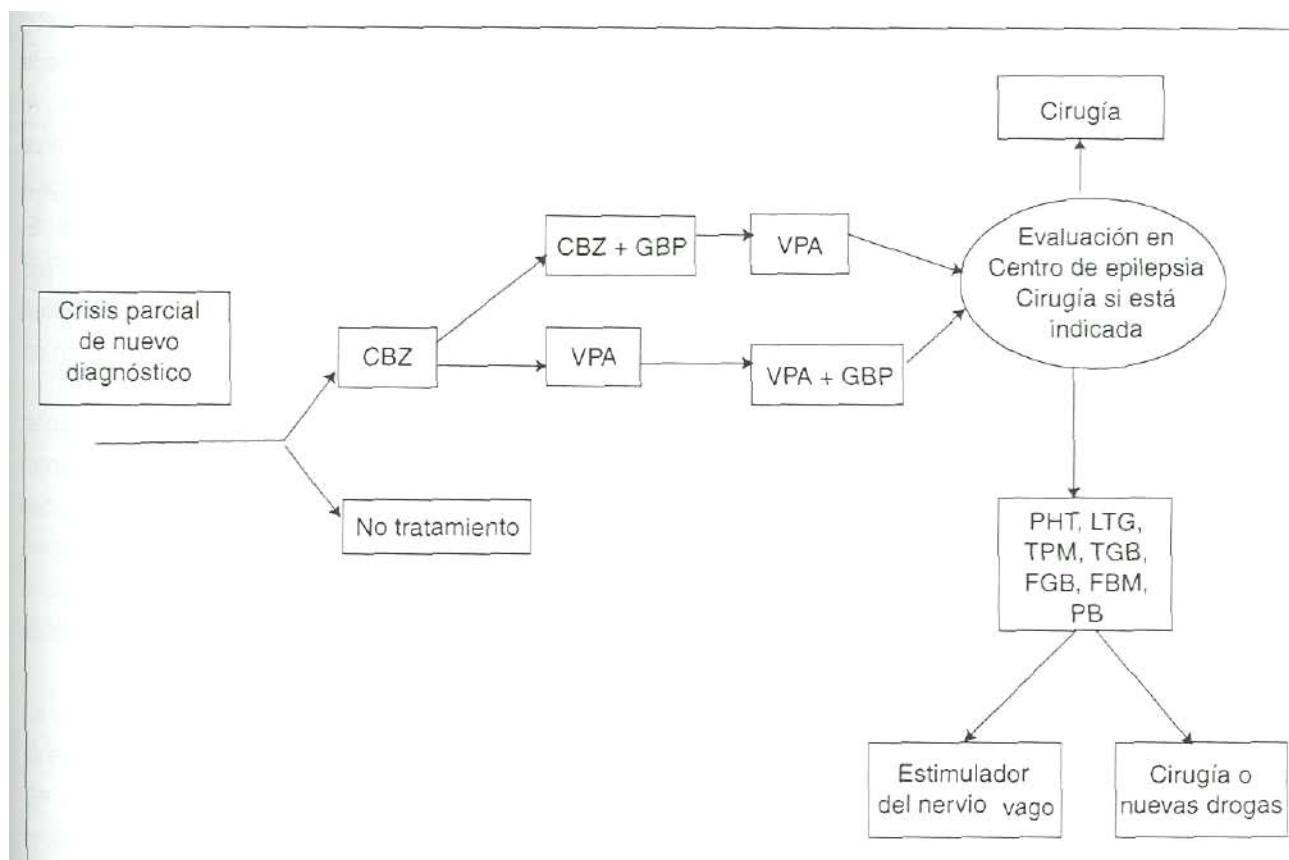 Cirugía
Crisis parcial
de nuevo
diagnóstico
CBZ
CBZ + GBP
VPA
VPA
VPA + GBP
Evaluación en
Centro de epilepsia
Cirugía si está
indicada
No tratamiento
PHT, LTG,
TPM, TGB,
FGB, FBM,
PB
Estimulador
del nervio vago
Cirugía o
nuevas drogas